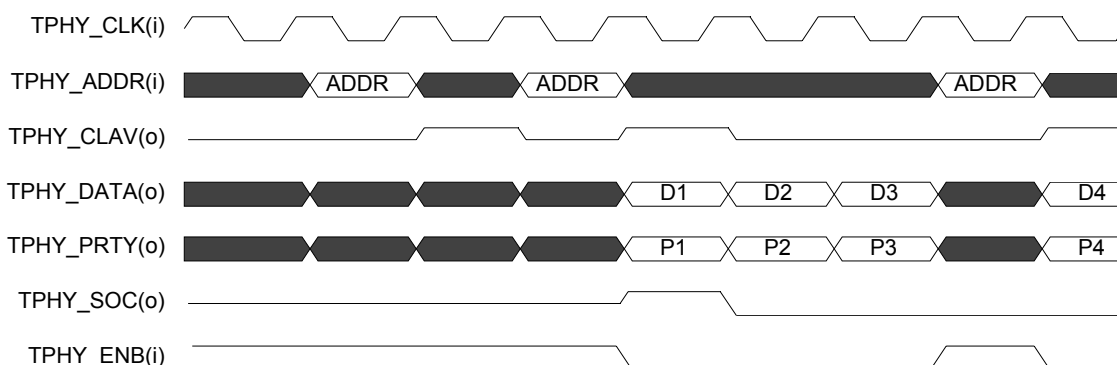 TPHY_CLK(i)
TPHY_ADDR(i) ADDR ADDR ADDR
TPHY_CLAV(o)
TPHY_DATA(o) D1 D2 D3 D4
TPHY_PRTY(o) P1 P2 P3 P4
TPHY_SOC(o)
TPHY_ENB(i)